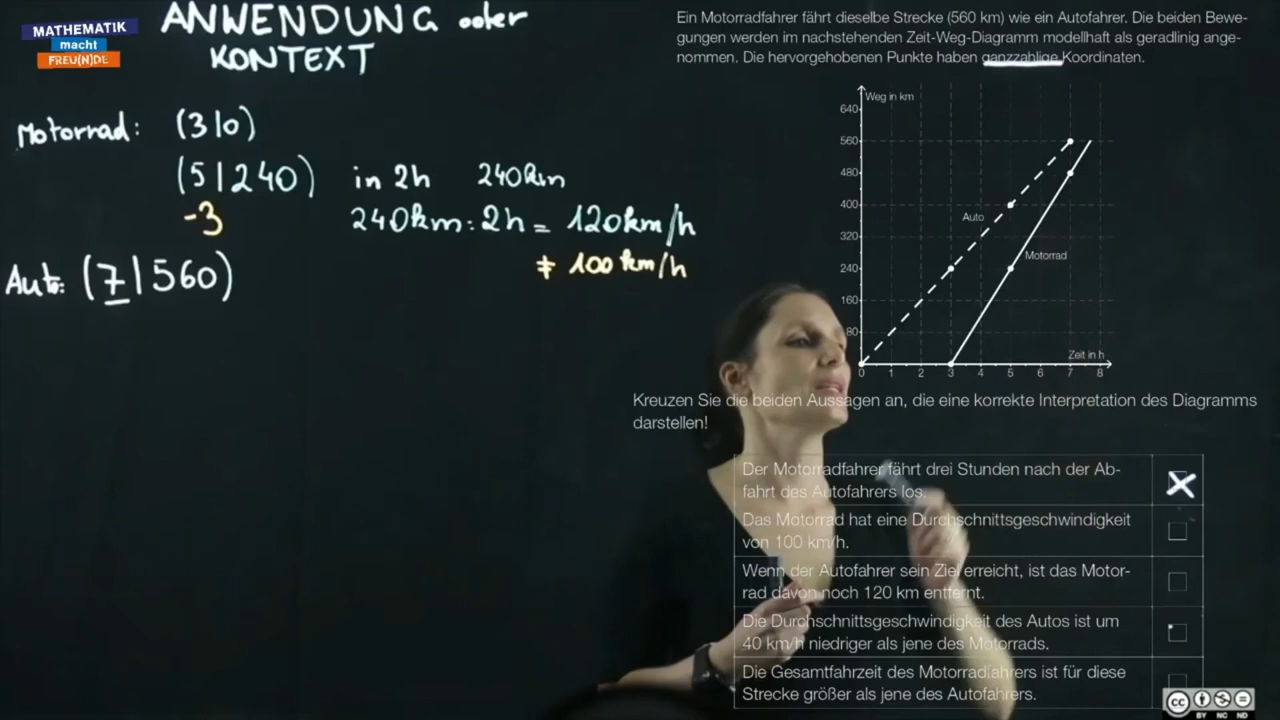 MATHEMATIK
macht
FREU(N)DE
ANWENDUNG oder
KONTEXT
Motorrad: (3|0)
(5|240) in 2h 240km
-3 240km : 2h = 120km/h
≠ 100 km/h
Auto: (7|560)
Ein Motorradfahrer fährt dieselbe Strecke (560 km) wie ein Autofahrer. Die beiden Bewe-
gungen werden im nachstehenden Zeit-Weg-Diagramm modellhaft als geradlinig ange-
nommen. Die hervorgehobenen Punkte haben ganzzahlige Koordinaten.
Weg in km
640
560
480
400
Auto
320
Motorrad
240
160
80
Zeit in h
0 1 2 3 4 5 6 7 8
Kreuzen Sie die beiden Aussagen an, die eine korrekte Interpretation des Diagramms
darstellen!
Der Motorradfahrer fährt drei Stunden nach der Ab-
fahrt des Autofahrers los.
Das Motorrad hat eine Durchschnittsgeschwindigkeit
von 100 km/h.
Wenn der Autofahrer sein Ziel erreicht, ist das Motor-
rad davon noch 120 km entfernt.
Die Durchschnittsgeschwindigkeit des Autos ist um
40 km/h niedriger als jene des Motorrads.
Die Gesamtfahrzeit des Motorradfahrers ist für diese
Strecke größer als jene des Autofahrers.
CC BY NC ND